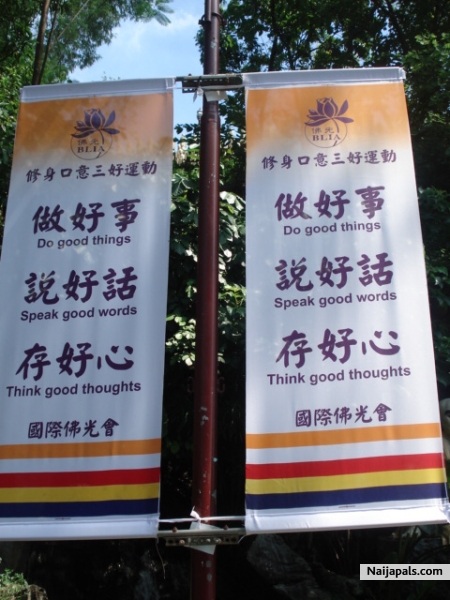 佛光
BLIA
修身口意三好運動
做好事
Do good things
説好話
Speak good words
存好心
Think good thoughts
國際佛光會
佛光
BLIA
修身口意三好運動
做好事
Do good things
説好話
Speak good words
存好心
Think good thoughts
國際佛光會
Naijapals.com